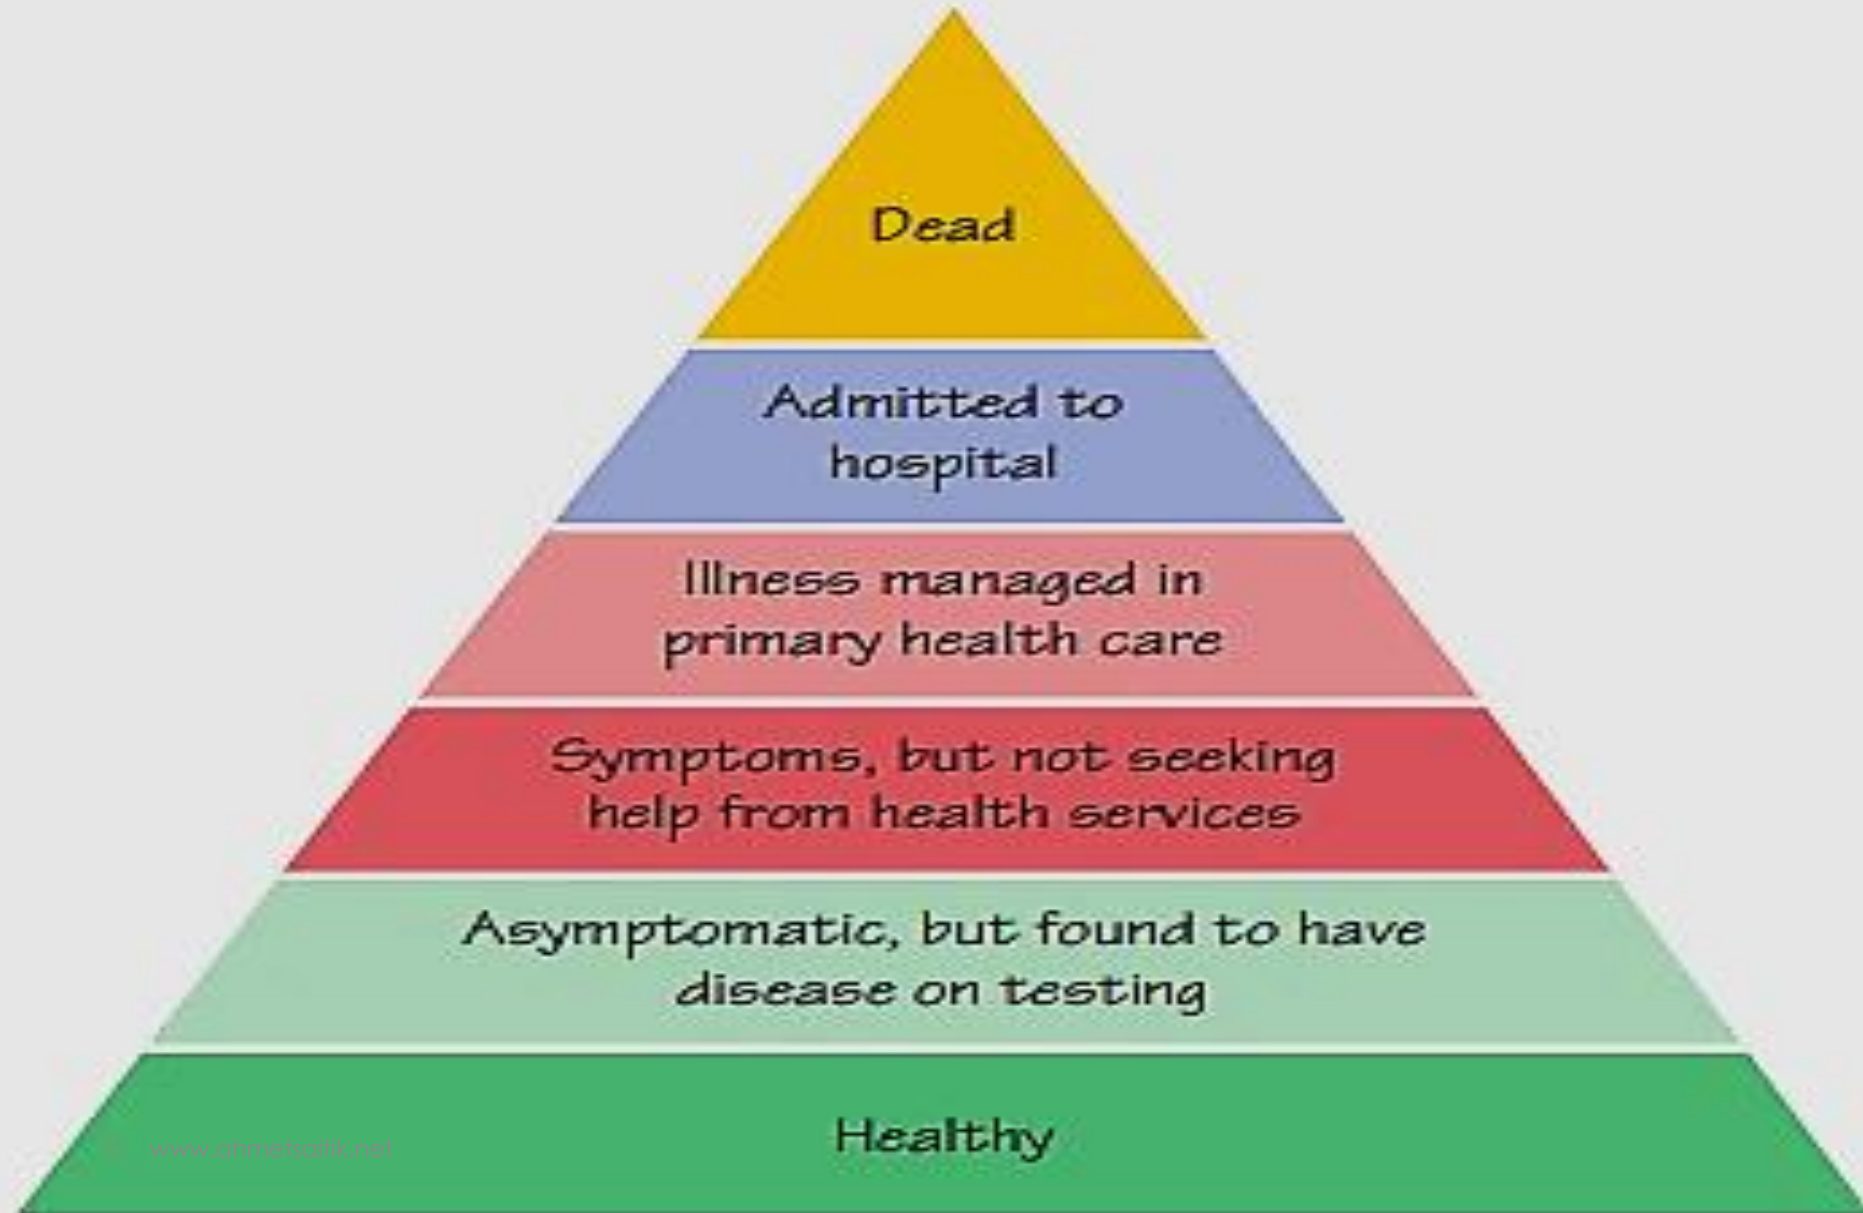 Dead
Admitted to
hospital
Illness managed in
primary health care
Symptoms, but not seeking
help from health services
Asymptomatic, but found to have
disease on testing
Healthy